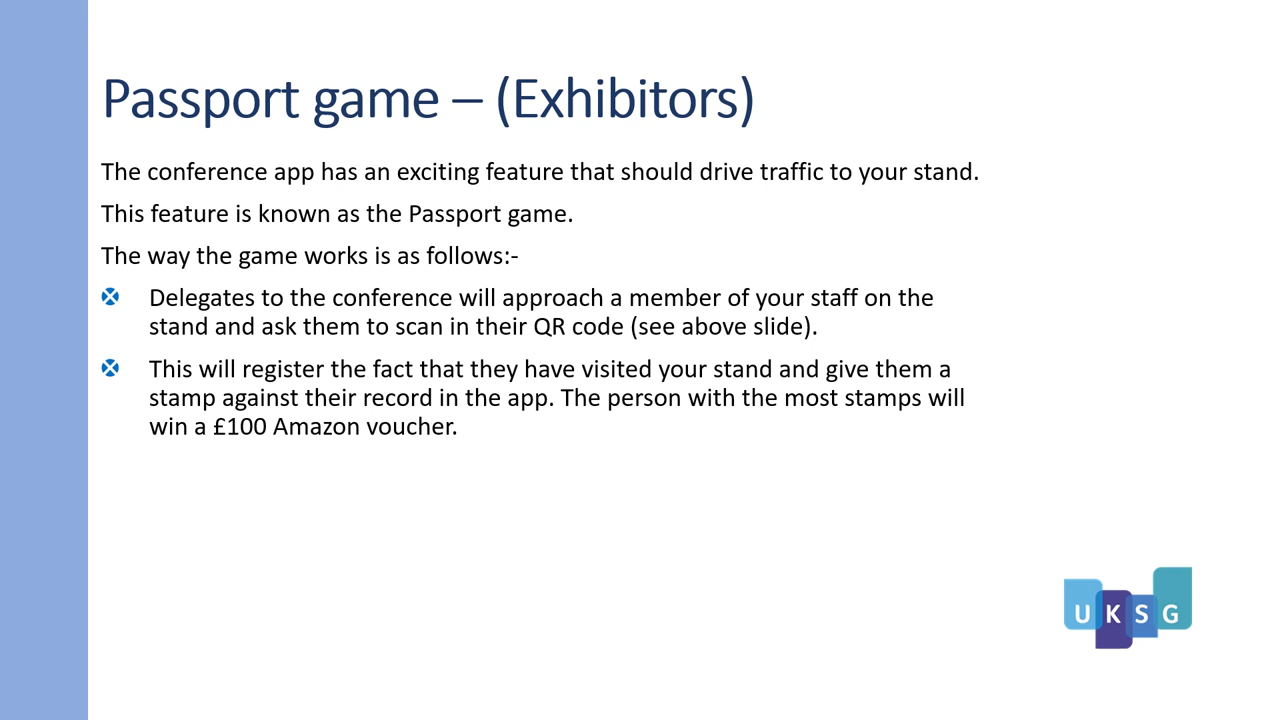 Passport game – (Exhibitors)
The conference app has an exciting feature that should drive traffic to your stand.
This feature is known as the Passport game.
The way the game works is as follows:-
Delegates to the conference will approach a member of your staff on the
stand and ask them to scan in their QR code (see above slide).
This will register the fact that they have visited your stand and give them a
stamp against their record in the app. The person with the most stamps will
win a £100 Amazon voucher.
UKSG